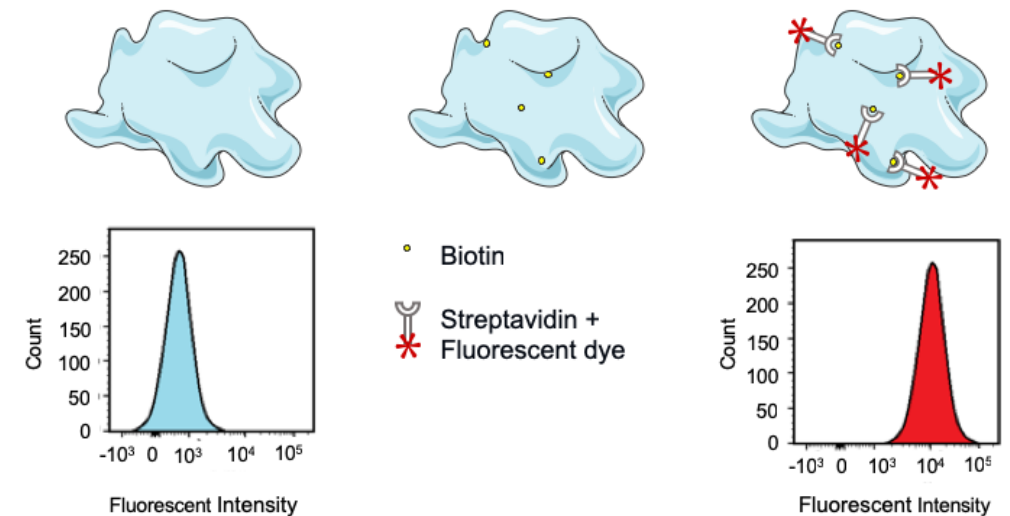 250
200
150
100
50
0
Count
-10³ 0 10³ 10⁴ 10⁵
Fluorescent Intensity
Biotin
Streptavidin +
Fluorescent dye
250
200
150
100
50
0
Count
-10³ 0 10³ 10⁴ 10⁵
Fluorescent Intensity